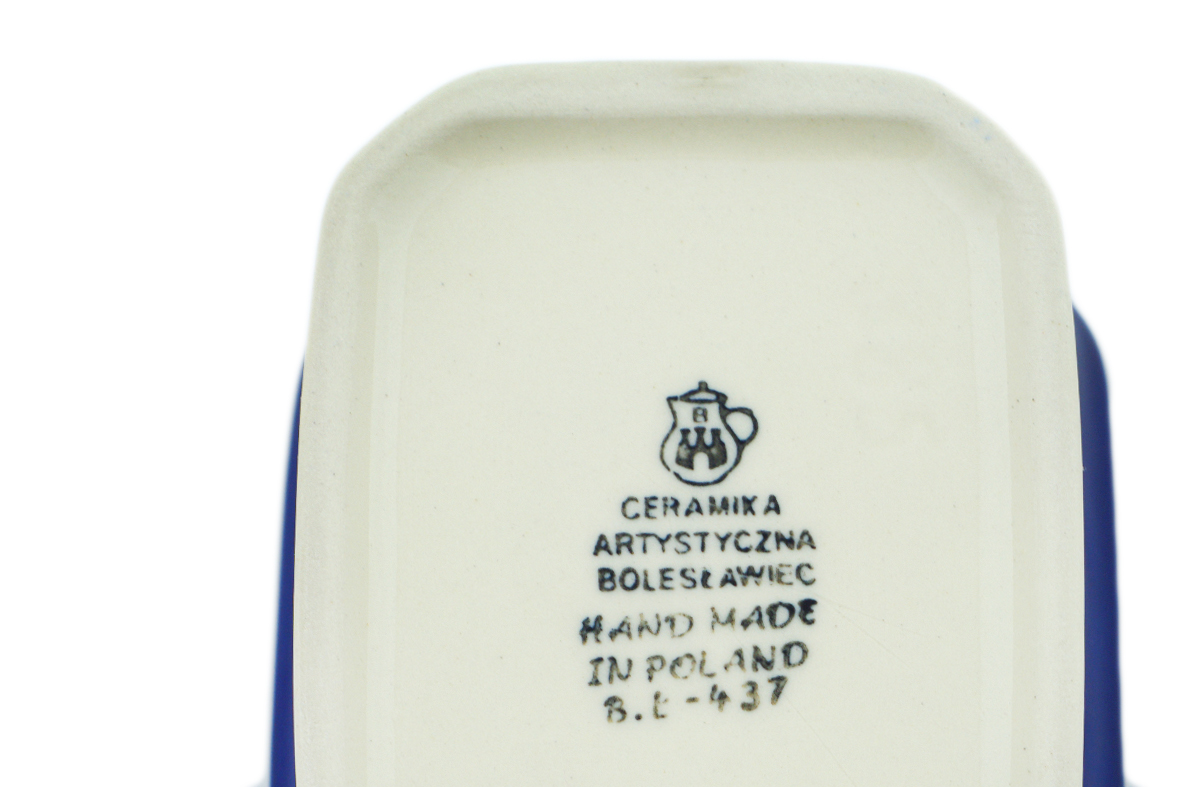 B
CERAMIKA
ARTYSTYCZNA
BOLESŁAWIEC
HAND MADE
IN POLAND
B.Ł-437